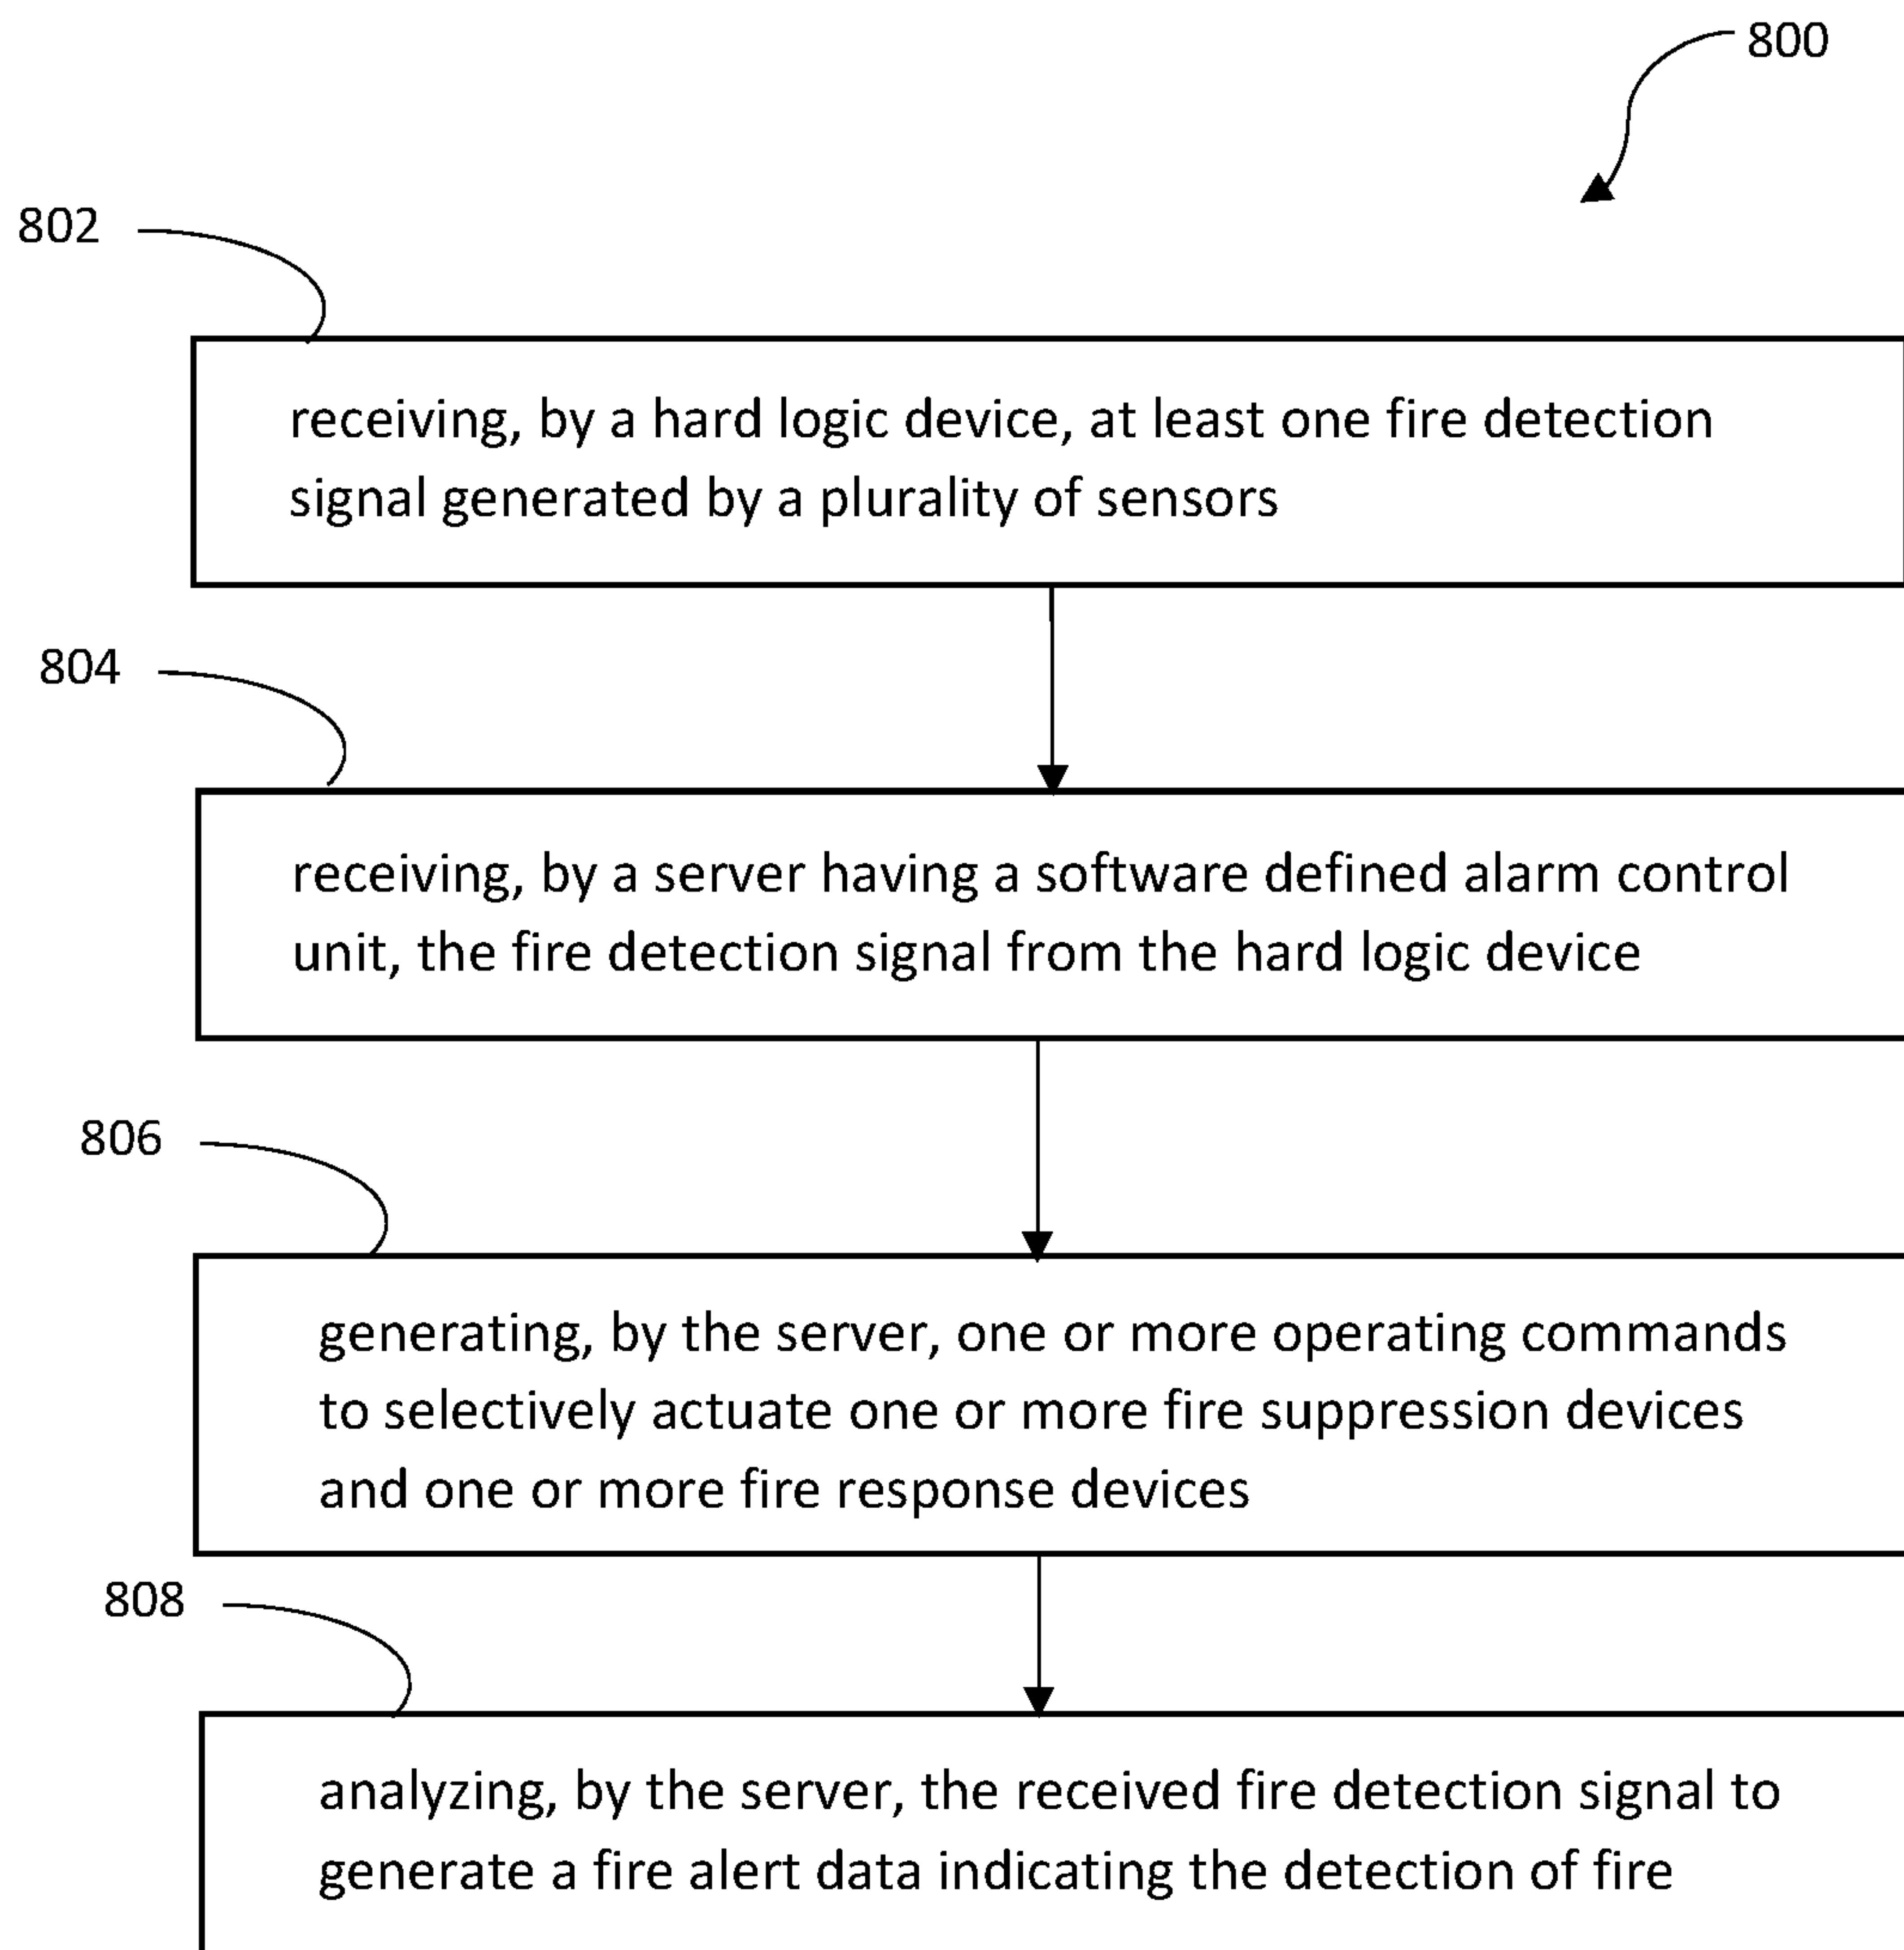 800
802
receiving, by a hard logic device, at least one fire detection
signal generated by a plurality of sensors
804
receiving, by a server having a software defined alarm control
unit, the fire detection signal from the hard logic device
806
generating, by the server, one or more operating commands
to selectively actuate one or more fire suppression devices
and one or more fire response devices
808
analyzing, by the server, the received fire detection signal to
generate a fire alert data indicating the detection of fire